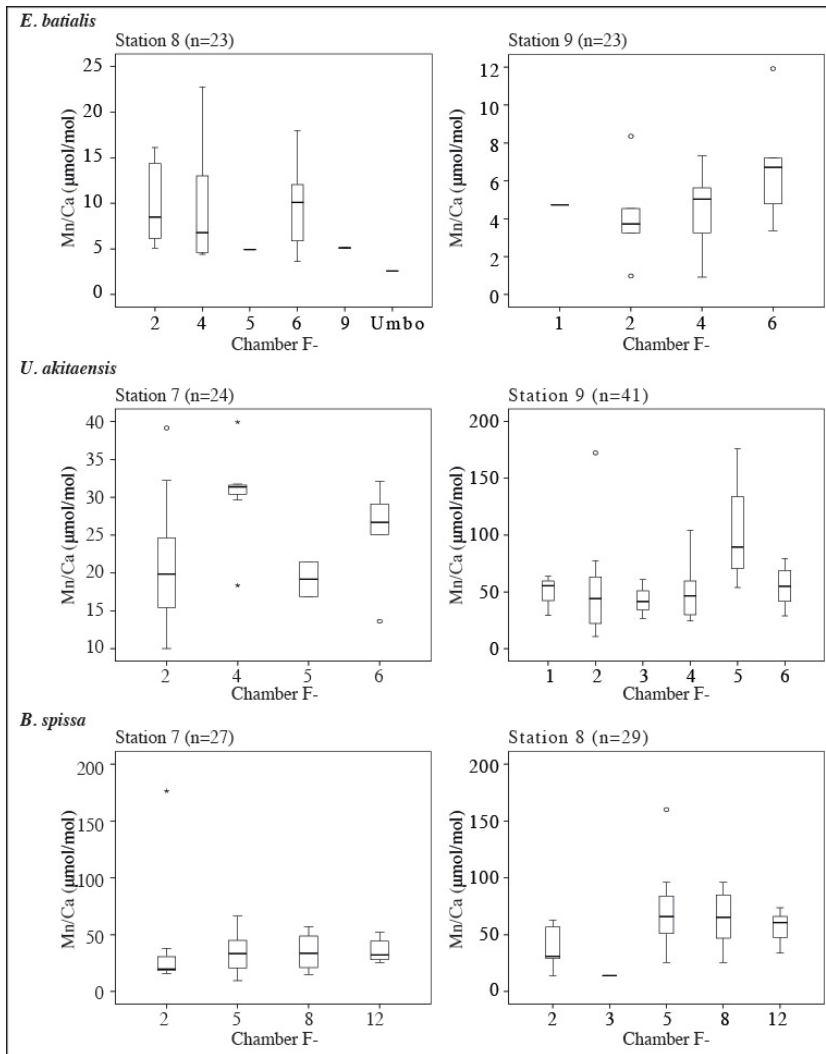 E. batialis
Station 8 (n=23)
25
20
15
10
5
0
Mn/Ca (μmol/mol)
2 4 5 6 9 Umbo
Chamber F-
Station 9 (n=23)
12
10
8
6
4
2
0
Mn/Ca (μmol/mol)
1 2 4 6
Chamber F-
U. akitaensis
Station 7 (n=24)
40
35
30
25
20
15
10
Mn/Ca (μmol/mol)
2 4 5 6
Chamber F-
Station 9 (n=41)
200
150
100
50
0
Mn/Ca (μmol/mol)
1 2 3 4 5 6
Chamber F-
B. spissa
Station 7 (n=27)
200
150
100
50
0
Mn/Ca (μmol/mol)
2 5 8 12
Chamber F-
Station 8 (n=29)
200
150
100
50
0
Mn/Ca (μmol/mol)
2 3 5 8 12
Chamber F-